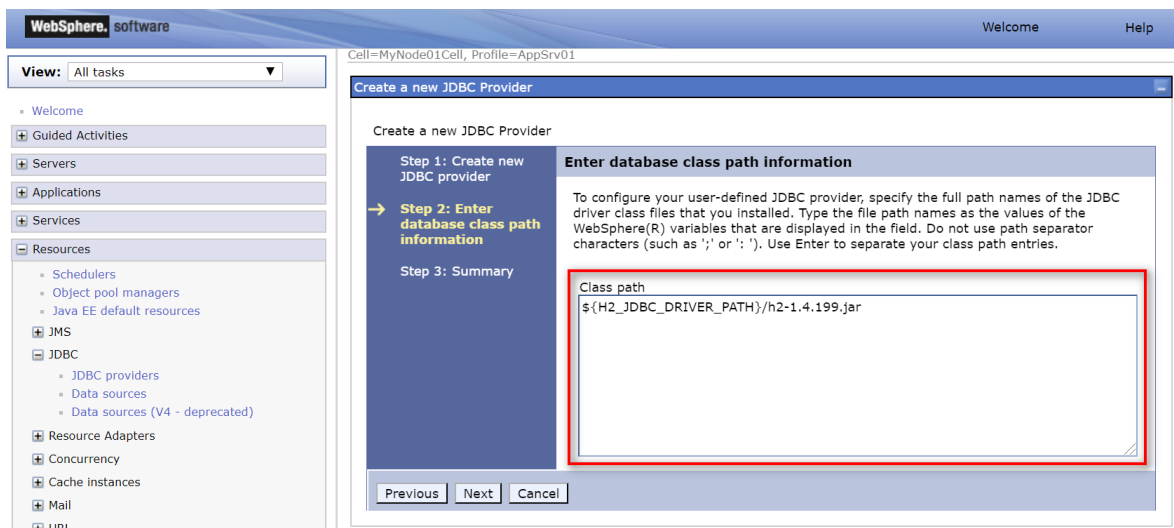 WebSphere. software
Welcome
Help
View: All tasks
Cell=MyNode01Cell, Profile=AppSrv01
Welcome
Guided Activities
Servers
Applications
Services
Resources
Schedulers
Object pool managers
Java EE default resources
JMS
JDBC
JDBC providers
Data sources
Data sources (V4 - deprecated)
Resource Adapters
Concurrency
Cache instances
Mail
Create a new JDBC Provider
Create a new JDBC Provider
Step 1: Create new
JDBC provider
Step 2: Enter
database class path
information
Step 3: Summary
Enter database class path information
To configure your user-defined JDBC provider, specify the full path names of the JDBC
driver class files that you installed. Type the file path names as the values of the
WebSphere(R) variables that are displayed in the field. Do not use path separator
characters (such as ';' or ': '). Use Enter to separate your class path entries.
Class path
${H2_JDBC_DRIVER_PATH}/h2-1.4.199.jar
Previous
Next
Cancel